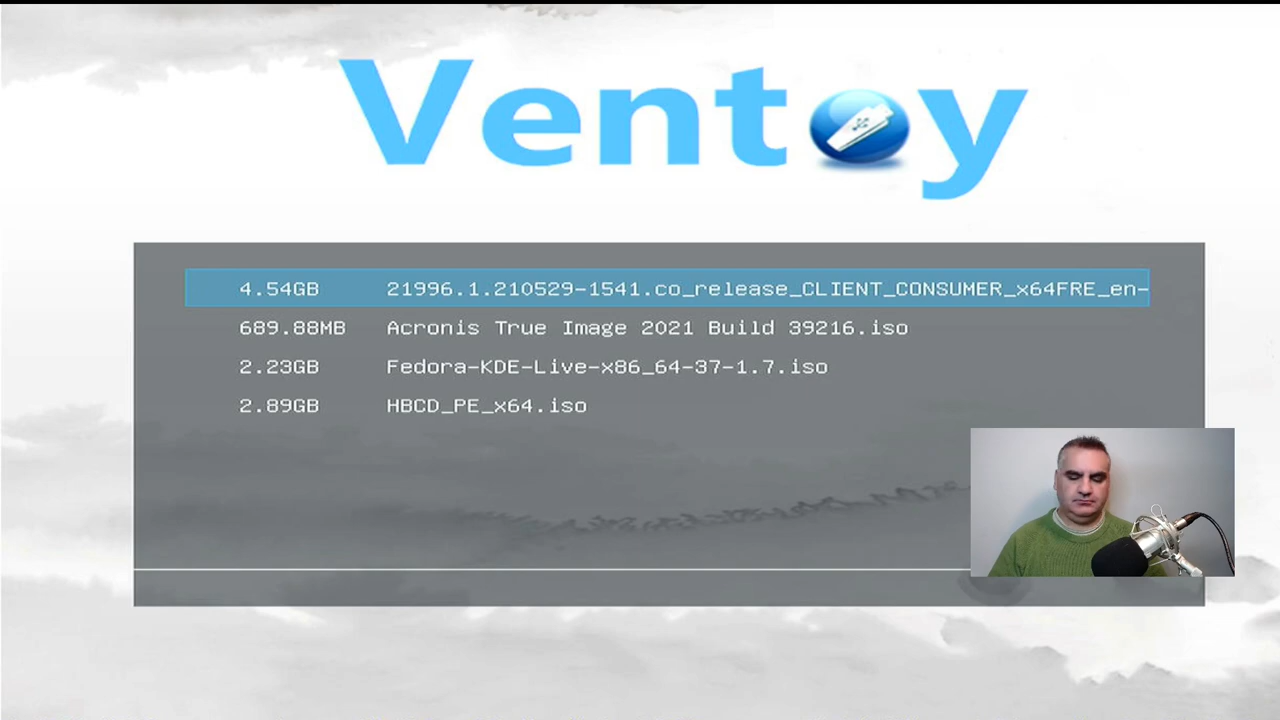 Ventoy
4.54GB 21996.1.210529-1541.co_release_CLIENT_CONSUMER_x64FRE_en-
689.88MB Acronis True Image 2021 Build 39216.iso
2.23GB Fedora-KDE-Live-x86_64-37-1.7.iso
2.89GB HBCD_PE_x64.iso